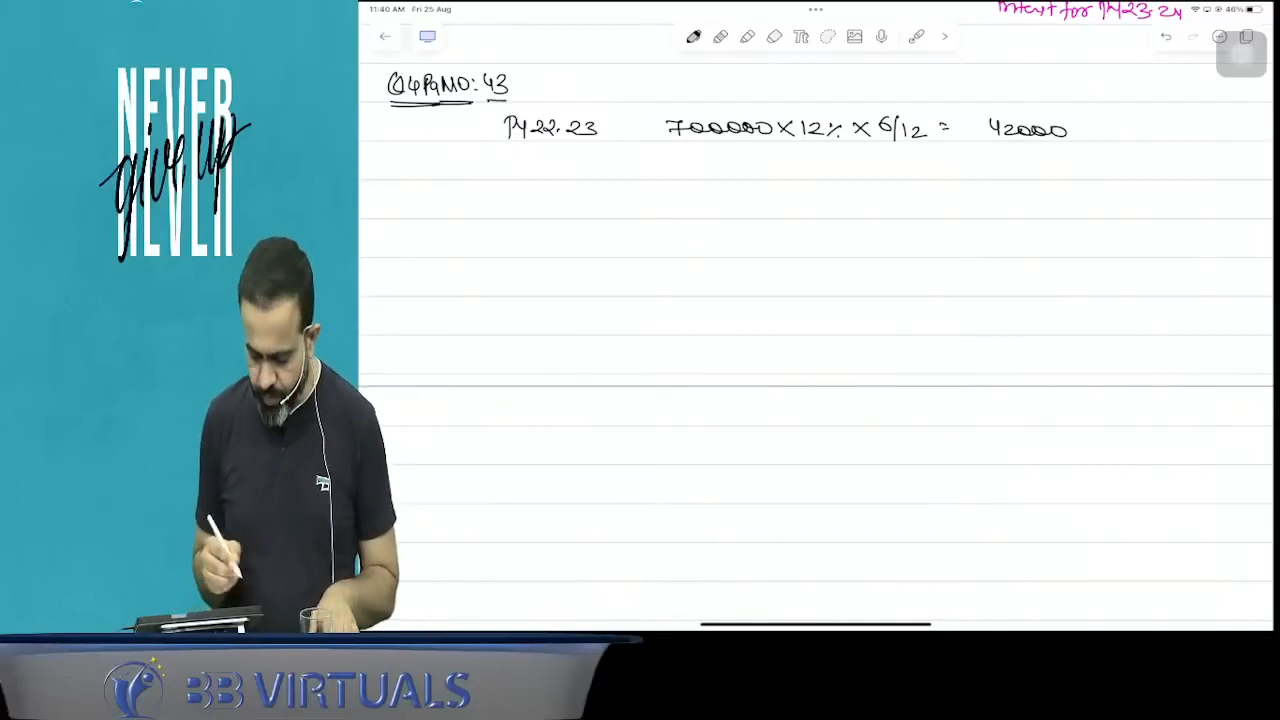 11:40 AM Fri 25 Aug
Intrest for PY 23-24
46%
Q4 Pg No: 43
PY 22-23 700000 X 12% X 6/12 = 42000
NEVER
give up
NEVER
BB VIRTUALS